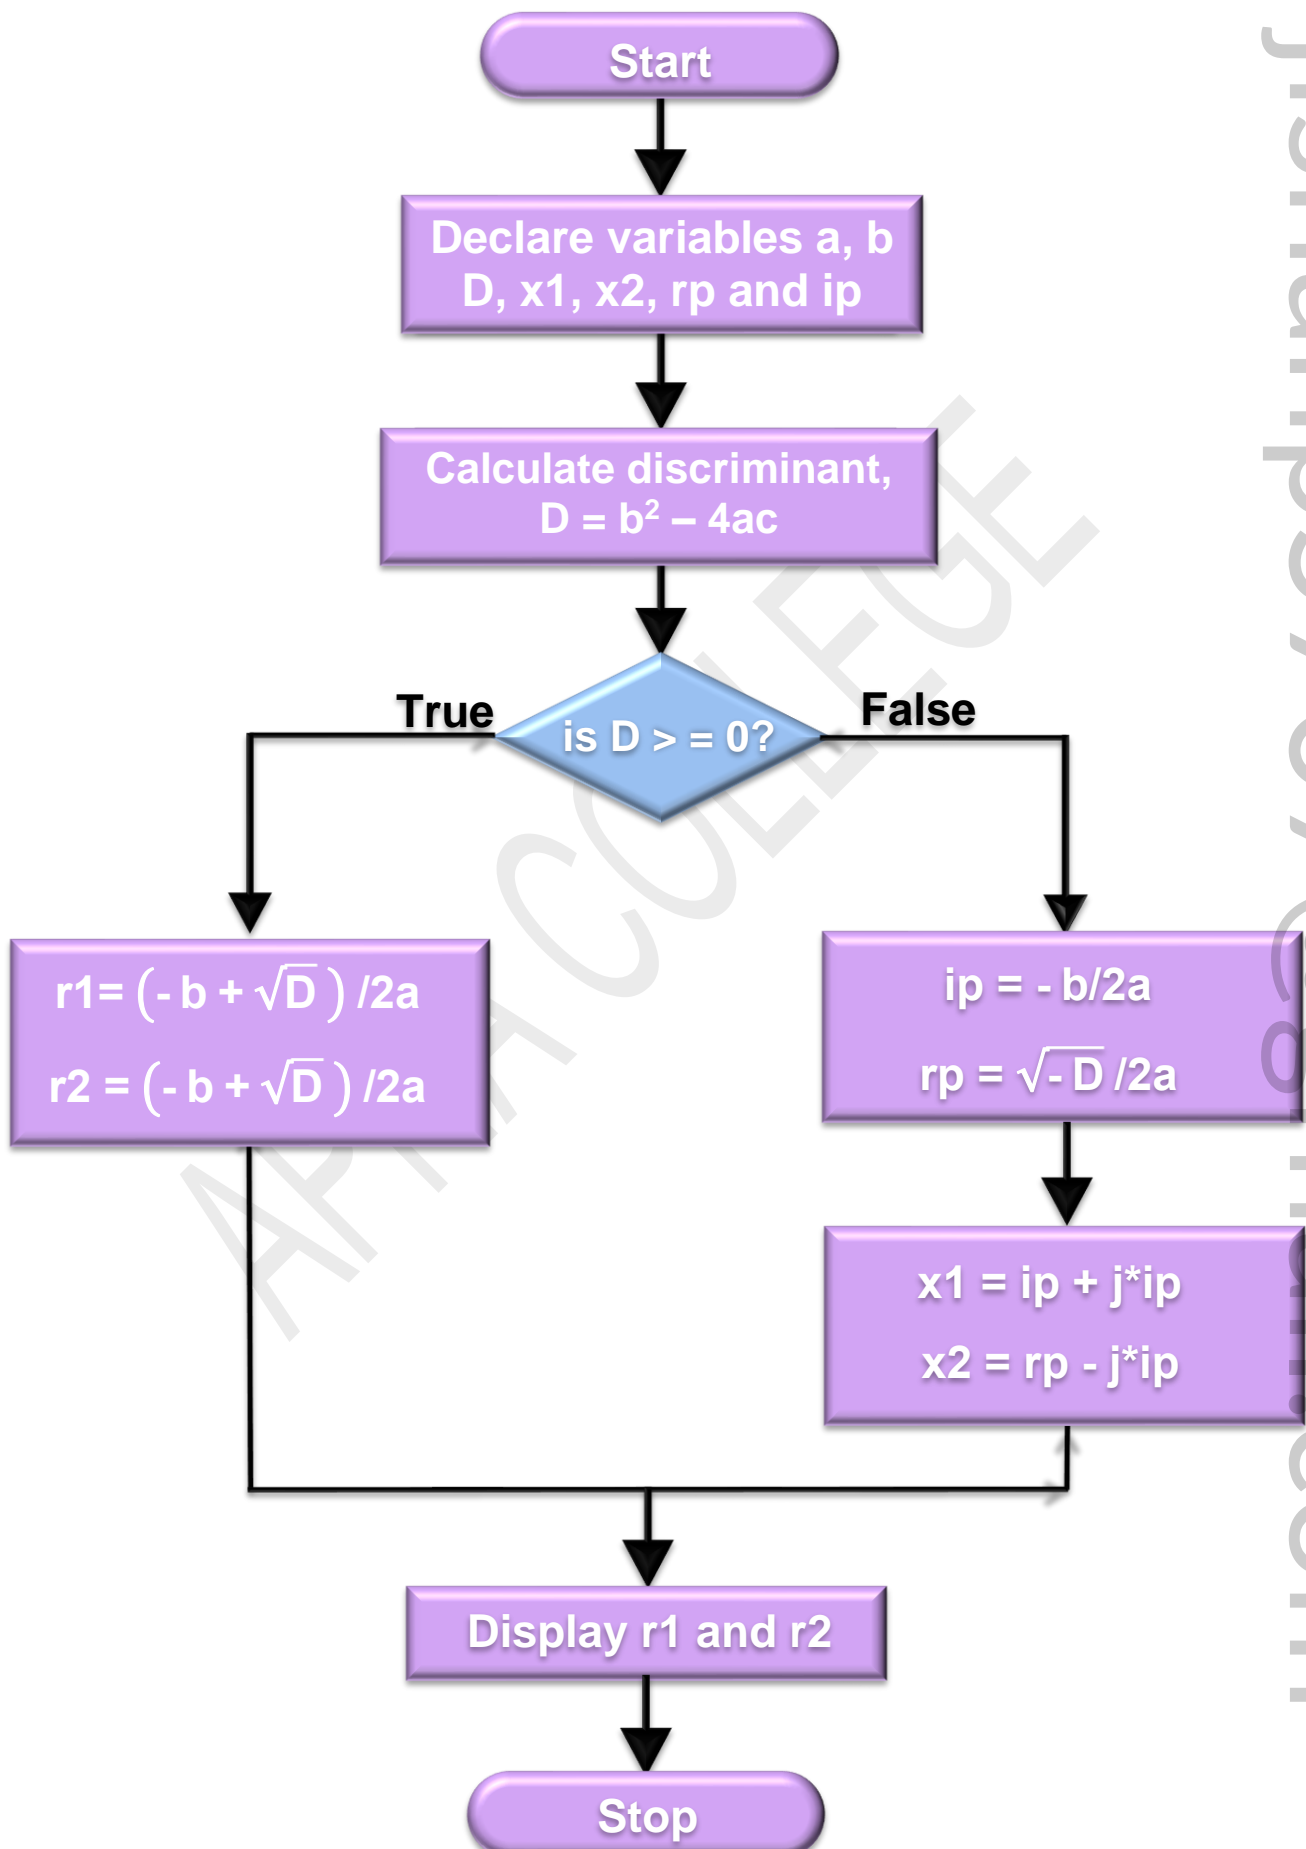 Start
Declare variables a, b
D, x1, x2, rp and ip
Calculate discriminant,
D = b² – 4ac
True
is D > = 0?
False
r1= (- b + √D ) /2a
r2 = (- b + √D ) /2a
ip = - b/2a
rp = √- D /2a
x1 = ip + j*ip
x2 = rp - j*ip
Display r1 and r2
Stop
COLLEGE